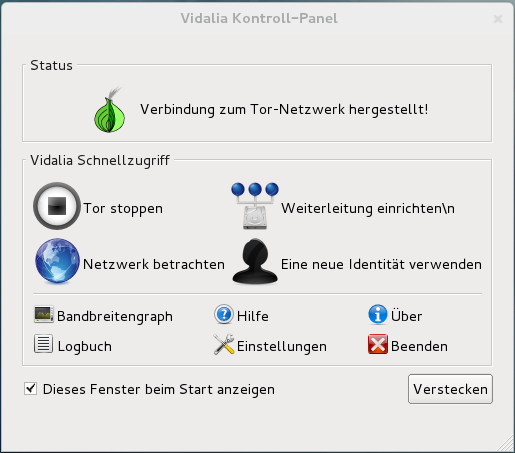 Vidalia Kontroll-Panel
Status
Verbindung zum Tor-Netzwerk hergestellt!
Vidalia Schnellzugriff
Tor stoppen
Weiterleitung einrichten\n
Netzwerk betrachten
Eine neue Identität verwenden
Bandbreitengraph
Hilfe
Über
Logbuch
Einstellungen
Beenden
Dieses Fenster beim Start anzeigen
Verstecken